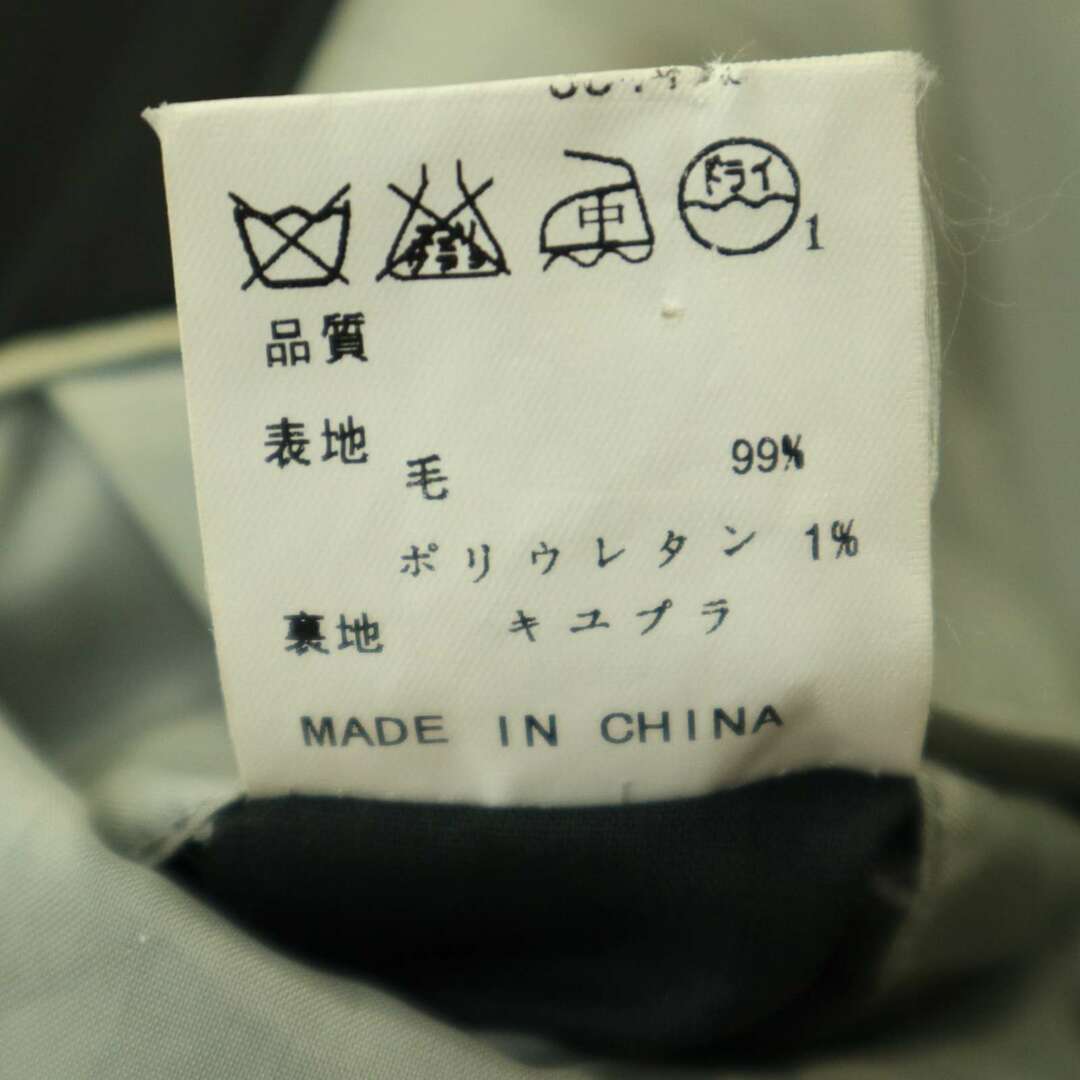 中 ドライ 1
品質
表地
毛 99%
ポリウレタン 1%
裏地 キユプラ
MADE IN CHINA